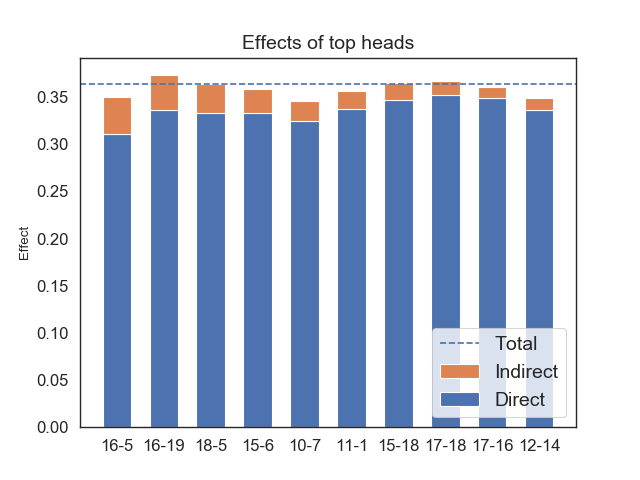 Effects of top heads
Effect
0.35
0.30
0.25
0.20
0.15
0.10
0.05
0.00
Total
Indirect
Direct
16-5 16-19 18-5 15-6 10-7 11-1 15-18 17-18 17-16 12-14